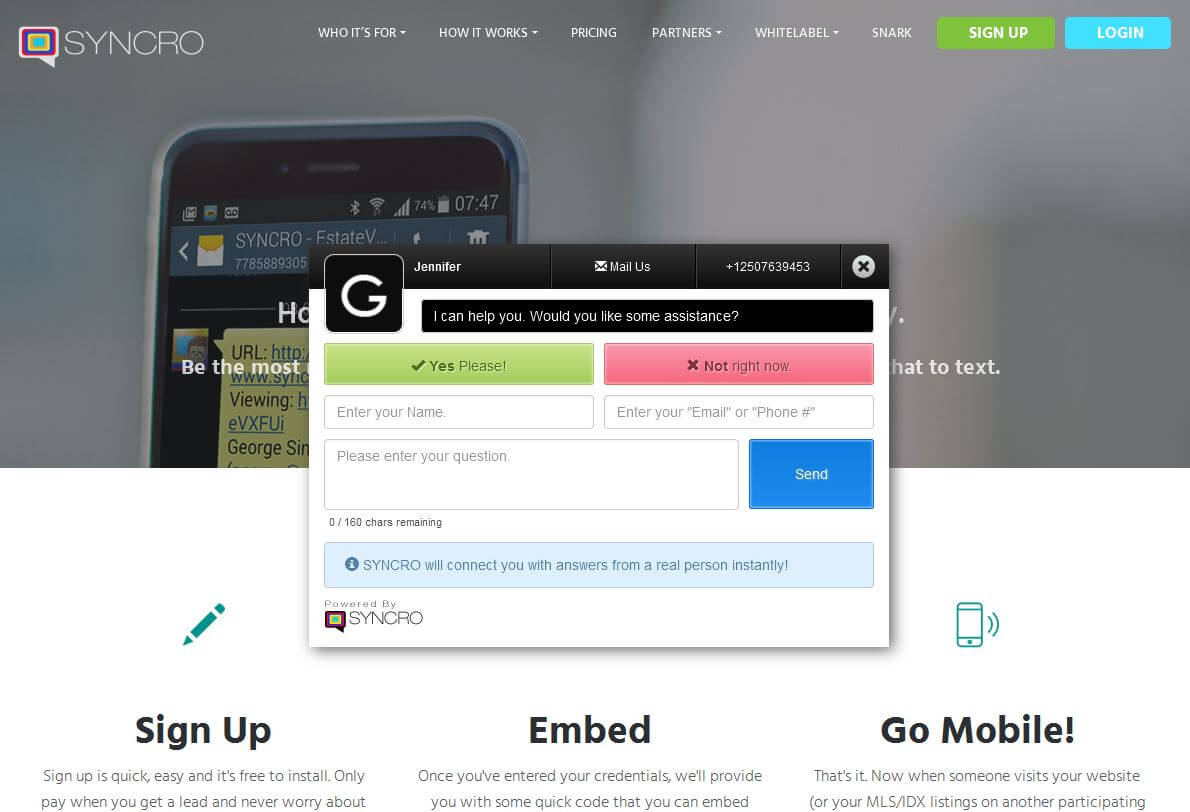 SYNCRO
WHO IT'S FOR HOW IT WORKS PRICING PARTNERS WHITELABEL SNARK SIGN UP LOGIN
74% 07:47
SYNCRO - EstateV...
7785889305
Jennifer Mail Us +12507639453
G
I can help you. Would you like some assistance?
Ho
y.
URL: http:/
www.sync
Viewing: h
eVXFUi
George Sin
Be the most
hat to text.
Yes Please! Not right now.
Enter your Name. Enter your "Email" or "Phone #"
Please enter your question.
Send
0 / 160 chars remaining
SYNCRO will connect you with answers from a real person instantly!
Powered By
SYNCRO
Sign Up
Sign up is quick, easy and it's free to install. Only
pay when you get a lead and never worry about
Embed
Once you've entered your credentials, we'll provide
you with some quick code that you can embed
Go Mobile!
That's it. Now when someone visits your website
(or your MLS/IDX listings on another participating